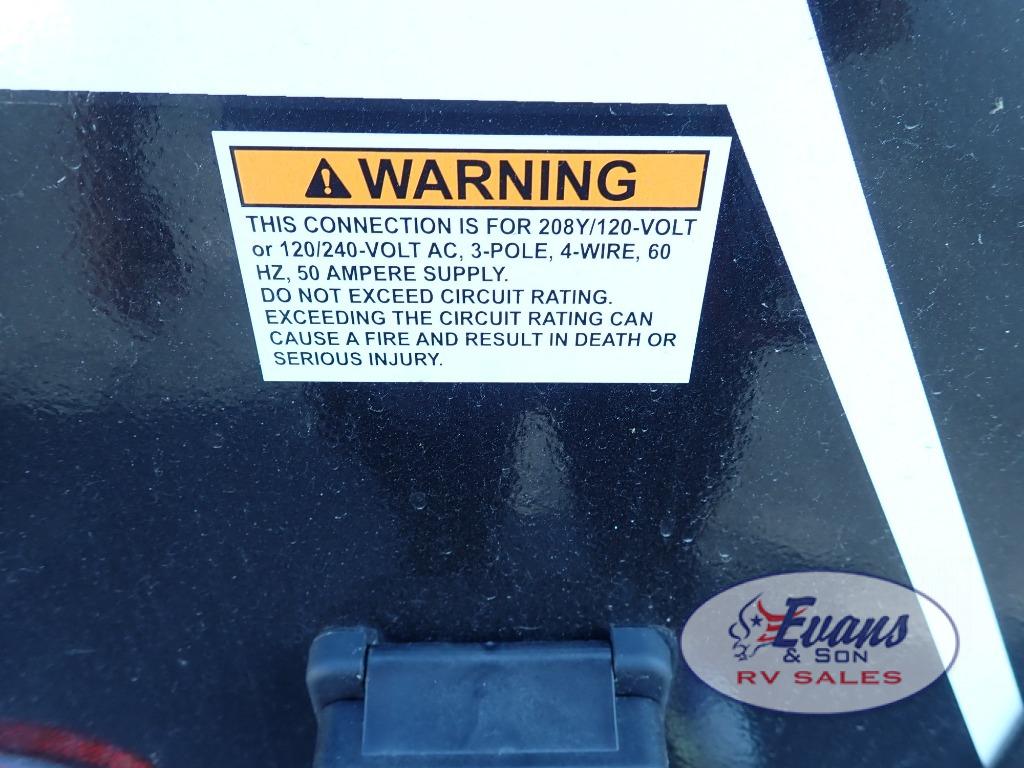 WARNING
THIS CONNECTION IS FOR 208Y/120-VOLT
or 120/240-VOLT AC, 3-POLE, 4-WIRE, 60
HZ, 50 AMPERE SUPPLY.
DO NOT EXCEED CIRCUIT RATING.
EXCEEDING THE CIRCUIT RATING CAN
CAUSE A FIRE AND RESULT IN DEATH OR
SERIOUS INJURY.
Evans
& SON
RV SALES